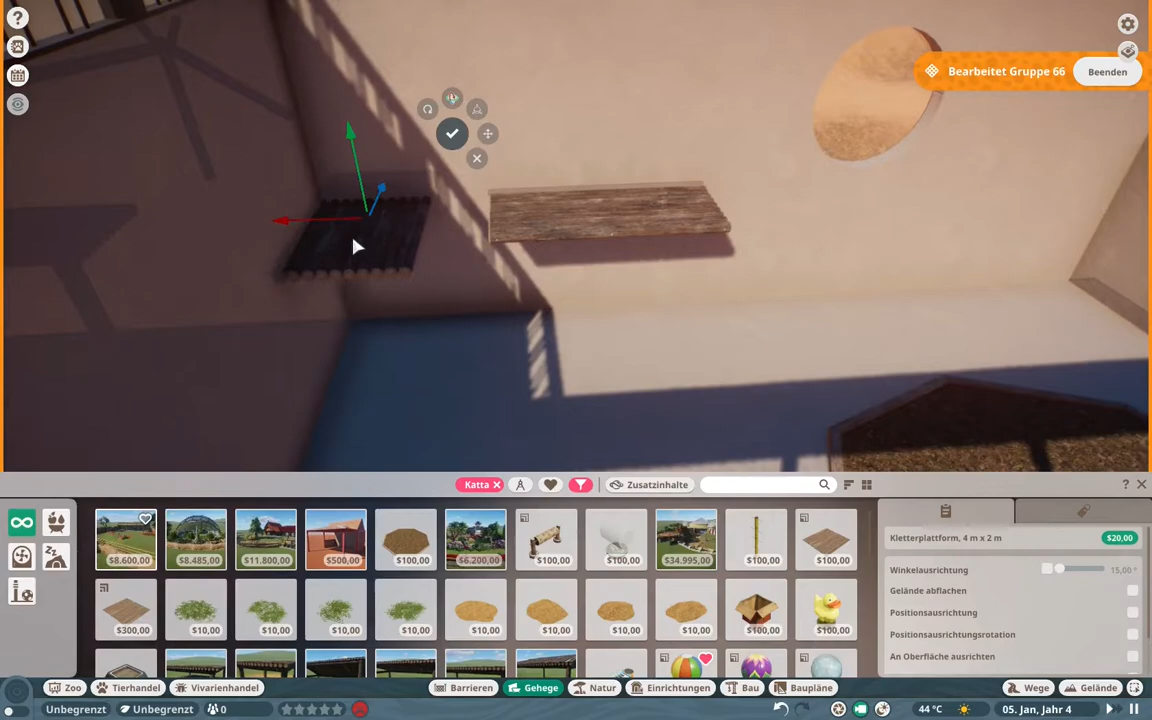 Bearbeitet Gruppe 66
Beenden
Katta
Zusatzinhalte
$8.600,00
$8.485,00
$11.800,00
$500,00
$100,00
$6.200,00
$100,00
$100,00
$34.995,00
$100,00
$100,00
$300,00
$10,00
$10,00
$10,00
$10,00
$10,00
$10,00
$10,00
$10,00
$100,00
$100,00
Kletterplattform, 4 m x 2 m
$20,00
Winkelausrichtung
15,00 °
Gelände abflachen
Positionsausrichtung
Positionsausrichtungsrotation
An Oberfläche ausrichten
Zoo
Tierhandel
Vivarienhandel
Barrieren
Gehege
Natur
Einrichtungen
Bau
Baupläne
Wege
Gelände
Unbegrenzt
Unbegrenzt
0
44 °C
05. Jan, Jahr 4